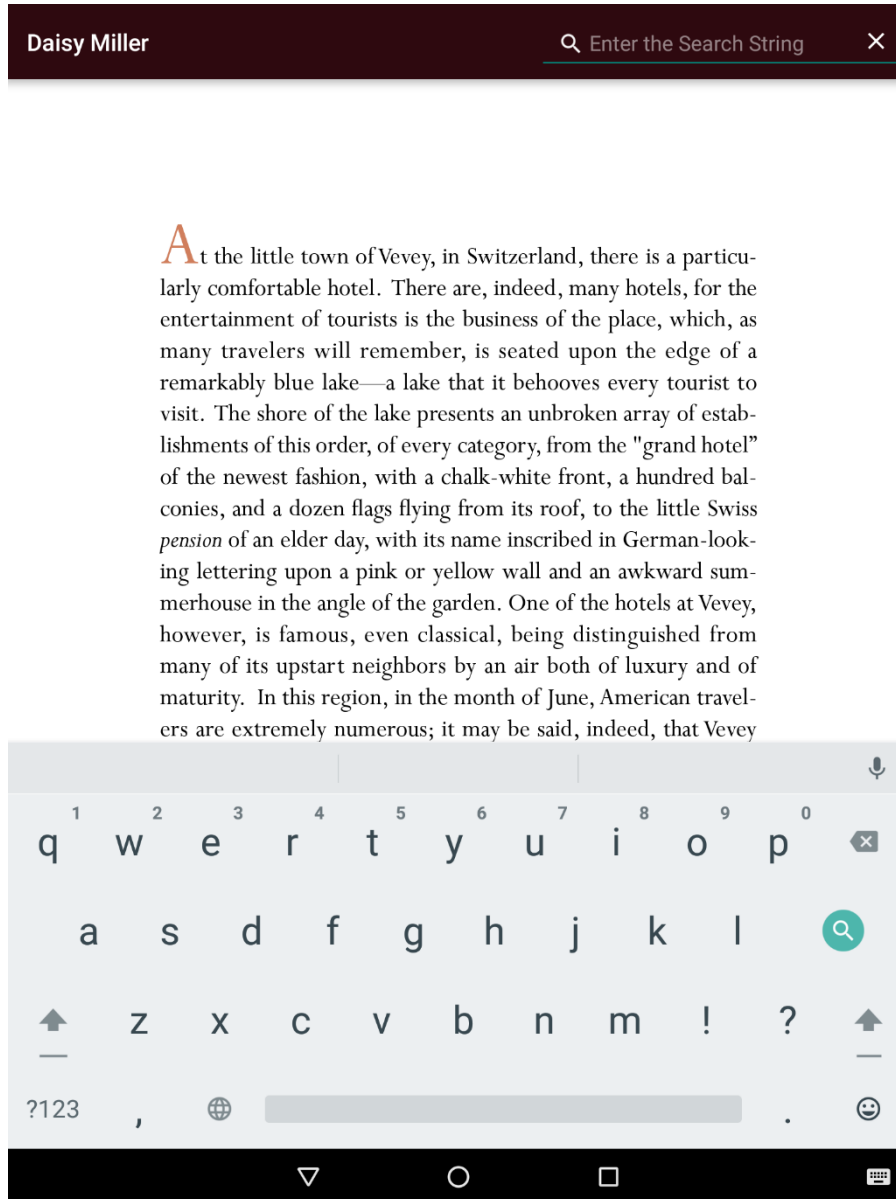 Daisy Miller Enter the Search String
At the little town of Vevey, in Switzerland, there is a particu-
larly comfortable hotel. There are, indeed, many hotels, for the
entertainment of tourists is the business of the place, which, as
many travelers will remember, is seated upon the edge of a
remarkably blue lake—a lake that it behooves every tourist to
visit. The shore of the lake presents an unbroken array of estab-
lishments of this order, of every category, from the "grand hotel”
of the newest fashion, with a chalk-white front, a hundred bal-
conies, and a dozen flags flying from its roof, to the little Swiss
pension of an elder day, with its name inscribed in German-look-
ing lettering upon a pink or yellow wall and an awkward sum-
merhouse in the angle of the garden. One of the hotels at Vevey,
however, is famous, even classical, being distinguished from
many of its upstart neighbors by an air both of luxury and of
maturity. In this region, in the month of June, American travel-
ers are extremely numerous; it may be said, indeed, that Vevey
1 2 3 4 5 6 7 8 9 0
q w e r t y u i o p
a s d f g h j k l
z x c v b n m ! ?
?123 , .